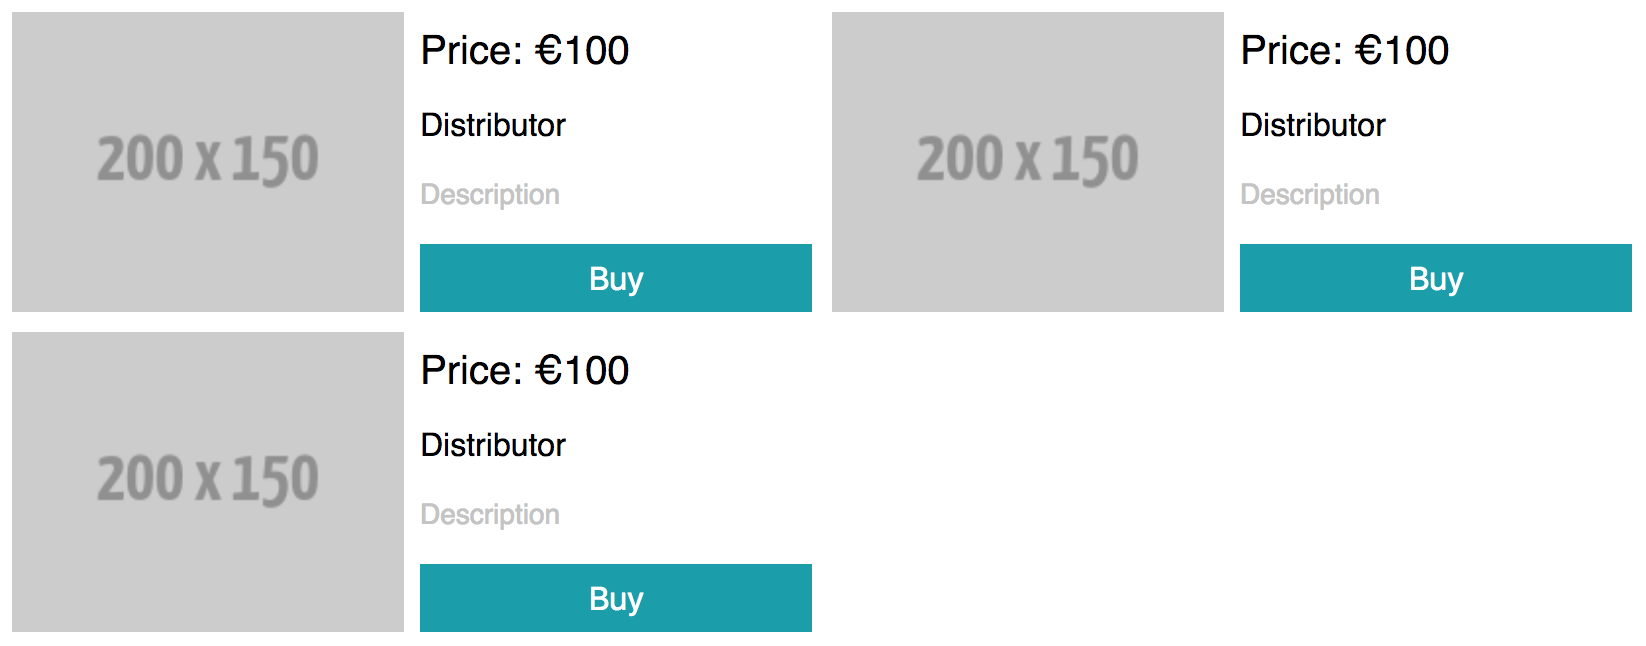 200 x 150
Price: €100
Distributor
Description
Buy
200 x 150
Price: €100
Distributor
Description
Buy
200 x 150
Price: €100
Distributor
Description
Buy